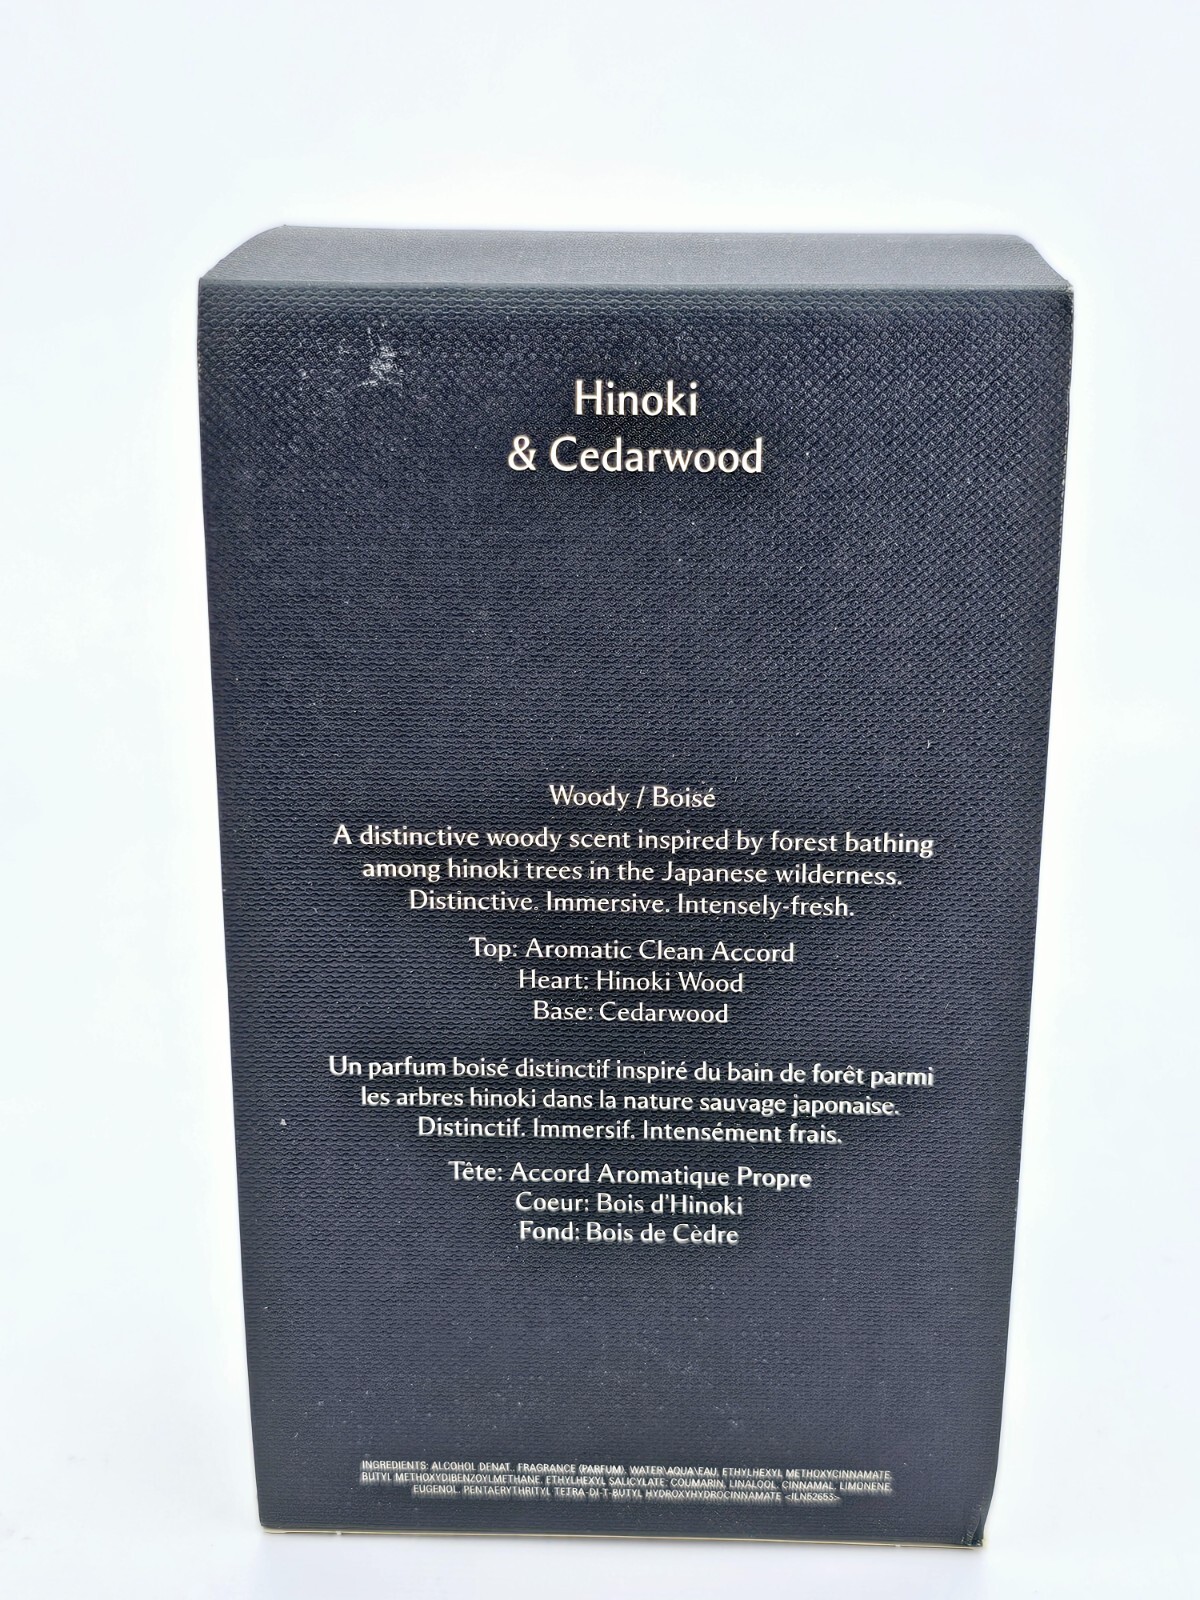 Hinoki
& Cedarwood
Woody / Boisé
A distinctive woody scent inspired by forest bathing
among hinoki trees in the Japanese wilderness.
Distinctive. Immersive. Intensely-fresh.
Top: Aromatic Clean Accord
Heart: Hinoki Wood
Base: Cedarwood
Un parfum boisé distinctif inspiré du bain de forêt parmi
les arbres hinoki dans la nature sauvage japonaise.
Distinctif. Immersif. Intensément frais.
Tête: Accord Aromatique Propre
Coeur: Bois d'Hinoki
Fond: Bois de Cèdre
INGREDIENTS: ALCOHOL DENAT., FRAGRANCE (PARFUM), WATER\AQUA\EAU, ETHYLHEXYL METHOXYCINNAMATE,
BUTYL METHOXYDIBENZOYLMETHANE, ETHYLHEXYL SALICYLATE, COUMARIN, LINALOOL, CINNAMAL, LIMONENE,
EUGENOL, PENTAERYTHRITYL TETRA-DI-T-BUTYL HYDROXYHYDROCINNAMATE <ILN52653>